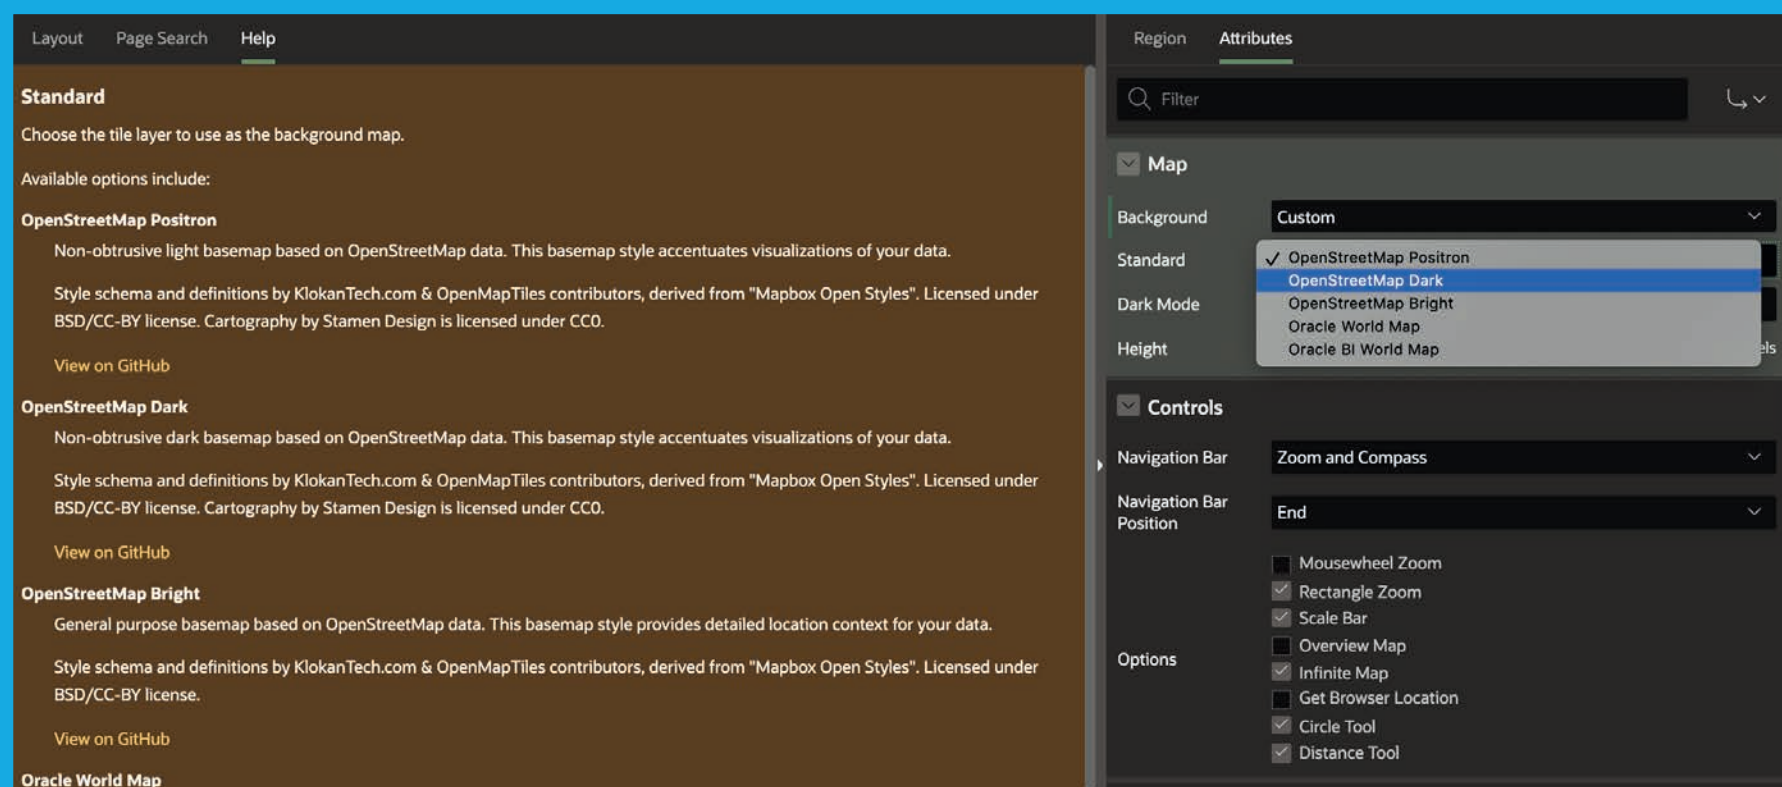 Layout
Page Search
Help
Standard
Choose the tile layer to use as the background map.
Available options include:
OpenStreetMap Positron
Non-obtrusive light basemap based on OpenStreetMap data. This basemap style accentuates visualizations of your data.
Style schema and definitions by KlokanTech.com & OpenMapTiles contributors, derived from "Mapbox Open Styles". Licensed under
BSD/CC-BY license. Cartography by Stamen Design is licensed under CC0.
View on GitHub
OpenStreetMap Dark
Non-obtrusive dark basemap based on OpenStreetMap data. This basemap style accentuates visualizations of your data.
Style schema and definitions by KlokanTech.com & OpenMapTiles contributors, derived from "Mapbox Open Styles". Licensed under
BSD/CC-BY license. Cartography by Stamen Design is licensed under CC0.
View on GitHub
OpenStreetMap Bright
General purpose basemap based on OpenStreetMap data. This basemap style provides detailed location context for your data.
Style schema and definitions by KlokanTech.com & OpenMapTiles contributors, derived from "Mapbox Open Styles". Licensed under
BSD/CC-BY license.
View on GitHub
Oracle World Map
Region
Attributes
Filter
Map
Background
Custom
Standard
✓ OpenStreetMap Positron
OpenStreetMap Dark
OpenStreetMap Bright
Oracle World Map
Oracle BI World Map
Dark Mode
Height
els
Controls
Navigation Bar
Zoom and Compass
Navigation Bar
Position
End
Options
Mousewheel Zoom
Rectangle Zoom
Scale Bar
Overview Map
Infinite Map
Get Browser Location
Circle Tool
Distance Tool